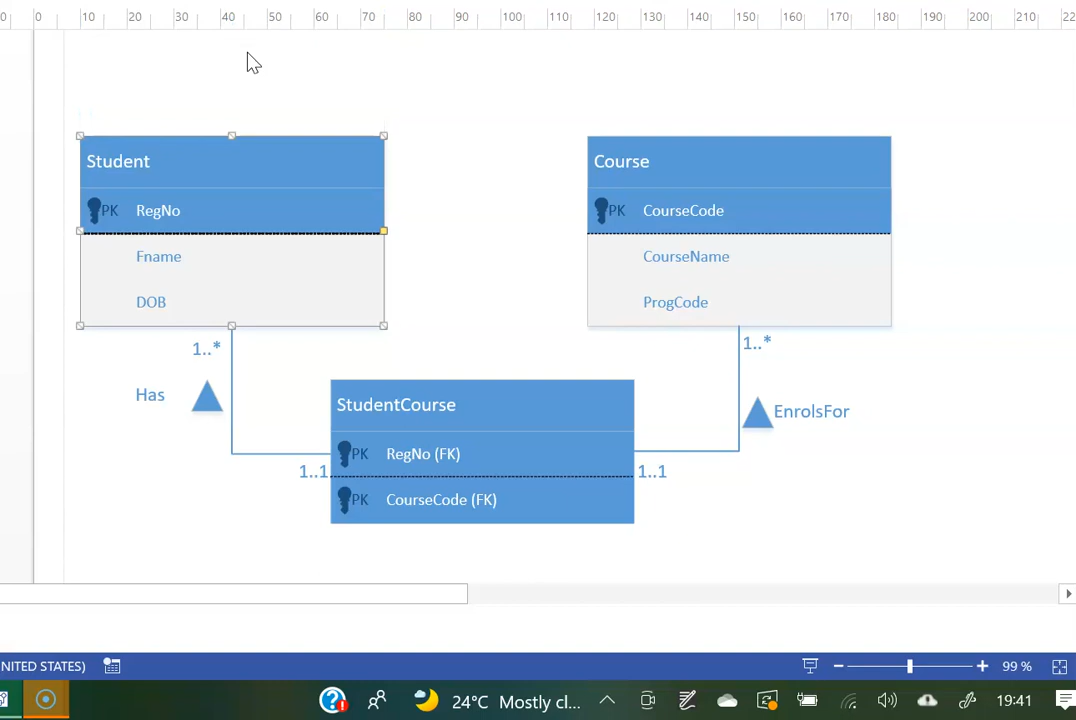 0 0 10 20 30 40 50 60 70 80 90 100 110 120 130 140 150 160 170 180 190 200 210 22
Student
PK RegNo
Fname
DOB
Course
PK CourseCode
CourseName
ProgCode
1..*
1..*
Has
EnrolsFor
StudentCourse
PK RegNo (FK)
PK CourseCode (FK)
1..1
1..1
NITED STATES)
99 %
24°C Mostly cl...
19:41